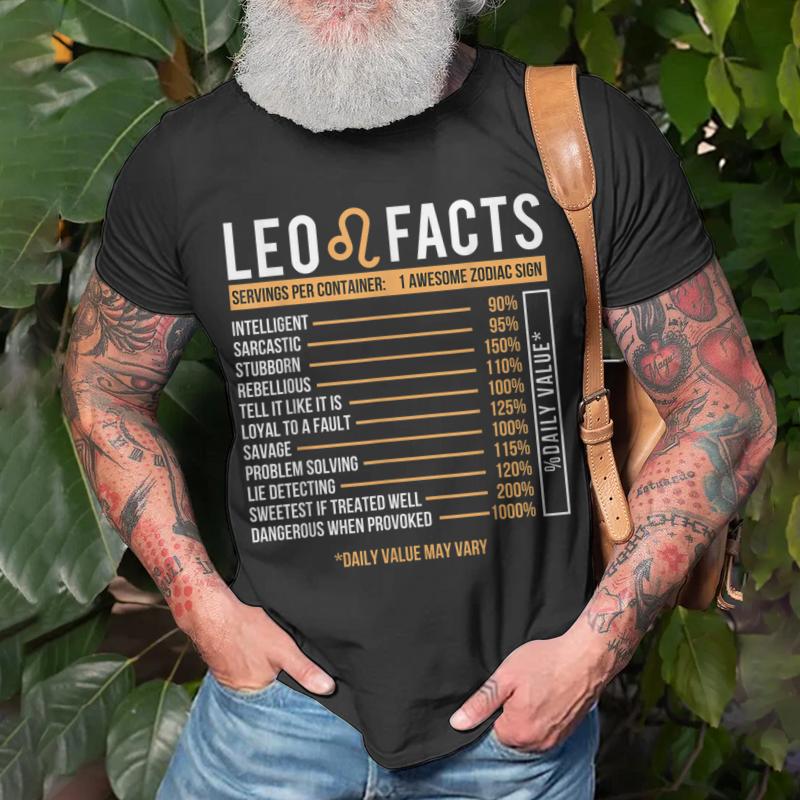 LEO ♌ FACTS
SERVINGS PER CONTAINER: 1 AWESOME ZODIAC SIGN
INTELLIGENT 90%
SARCASTIC 95%
STUBBORN 150%
REBELLIOUS 110%
TELL IT LIKE IT IS 100%
LOYAL TO A FAULT 125%
SAVAGE 100%
PROBLEM SOLVING 115%
LIE DETECTING 120%
SWEETEST IF TREATED WELL 200%
DANGEROUS WHEN PROVOKED 1000%
%DAILY VALUE*
*DAILY VALUE MAY VARY
Estuardo